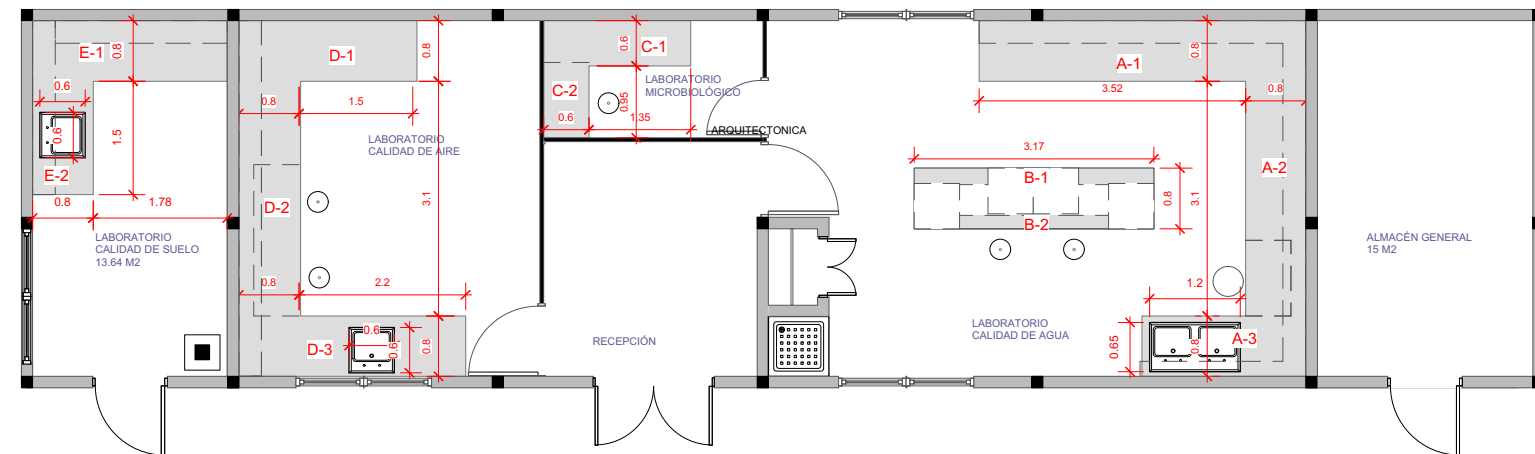 E-1
0.8
0.6
0.6
1.5
E-2
0.8
1.78
LABORATORIO
CALIDAD DE SUELO
13.64 M2
D-1
0.8
0.8
1.5
LABORATORIO
CALIDAD DE AIRE
D-2
3.1
0.8
2.2
D-3
0.6
0.6
0.8
C-1
0.6
C-2
LABORATORIO
MICROBIOLÓGICO
0.95
0.6
1.35
ARQUITECTONICA
RECEPCIÓN
A-1
0.8
3.52
0.8
A-2
3.17
B-1
B-2
0.8
3.1
1.2
LABORATORIO
CALIDAD DE AGUA
0.65
0.8
A-3
ALMACÉN GENERAL
15 M2